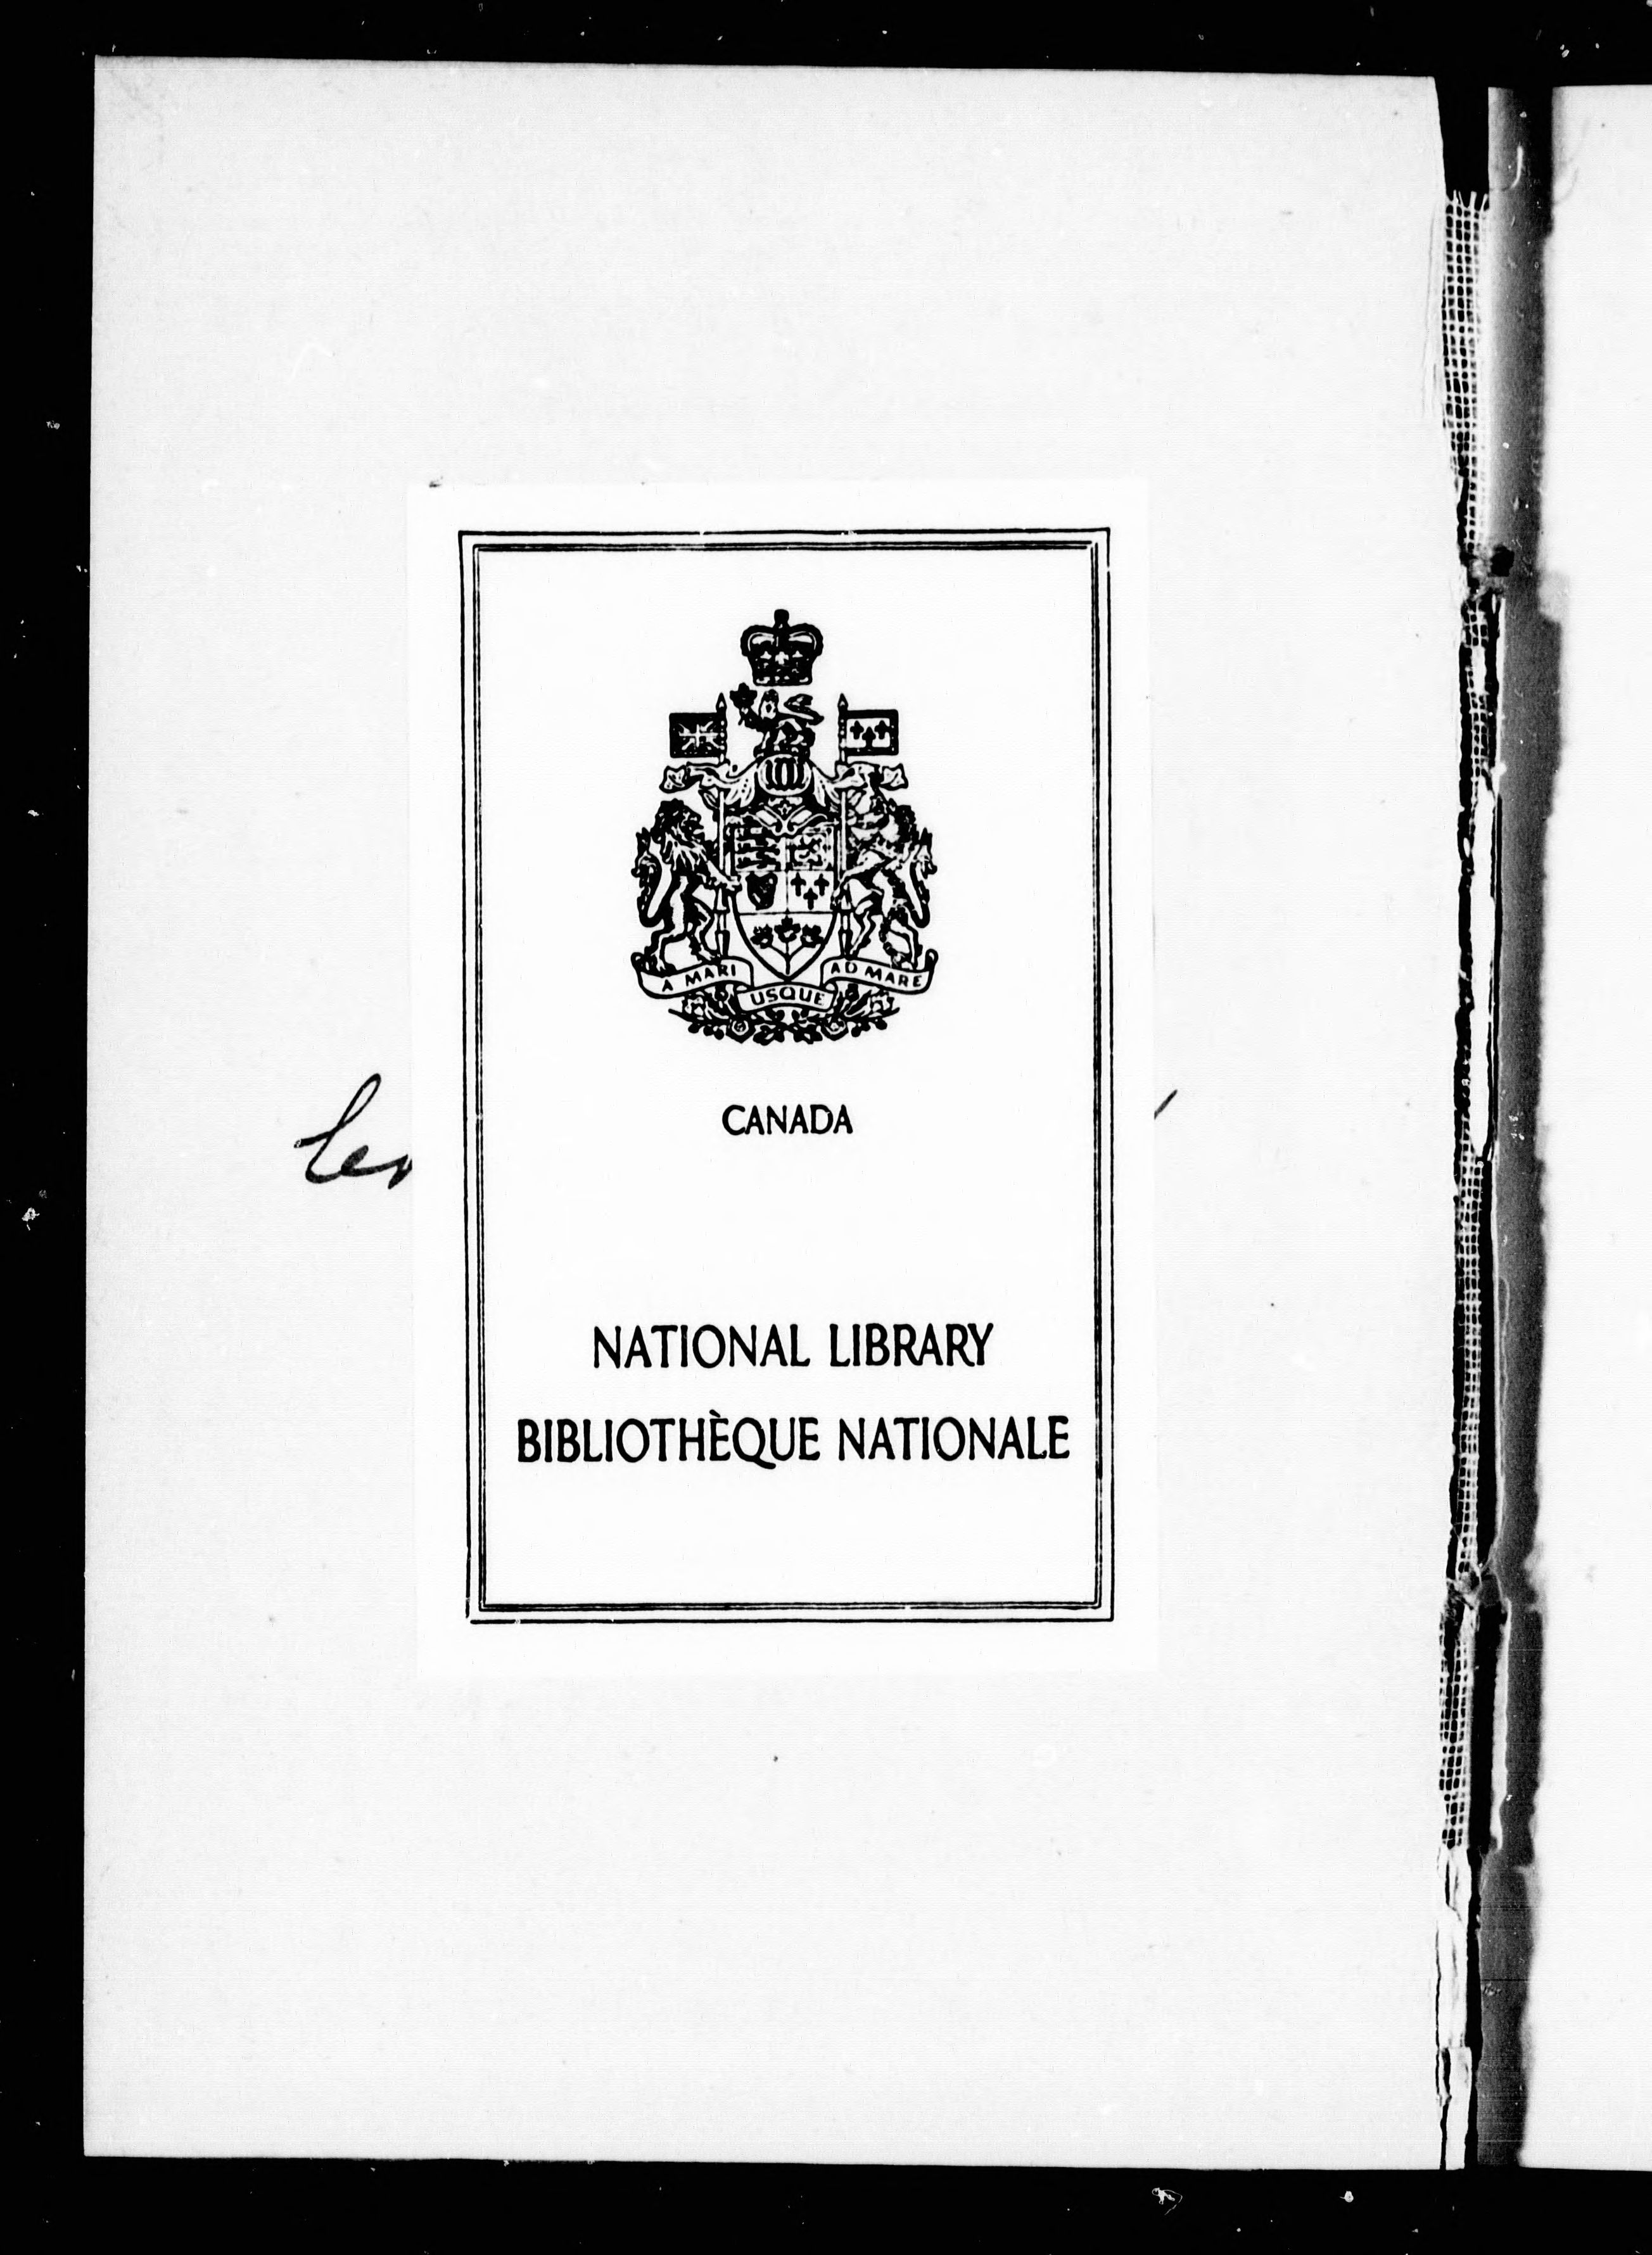 A MARI USQUE AD MARE
CANADA
NATIONAL LIBRARY
BIBLIOTHÈQUE NATIONALE